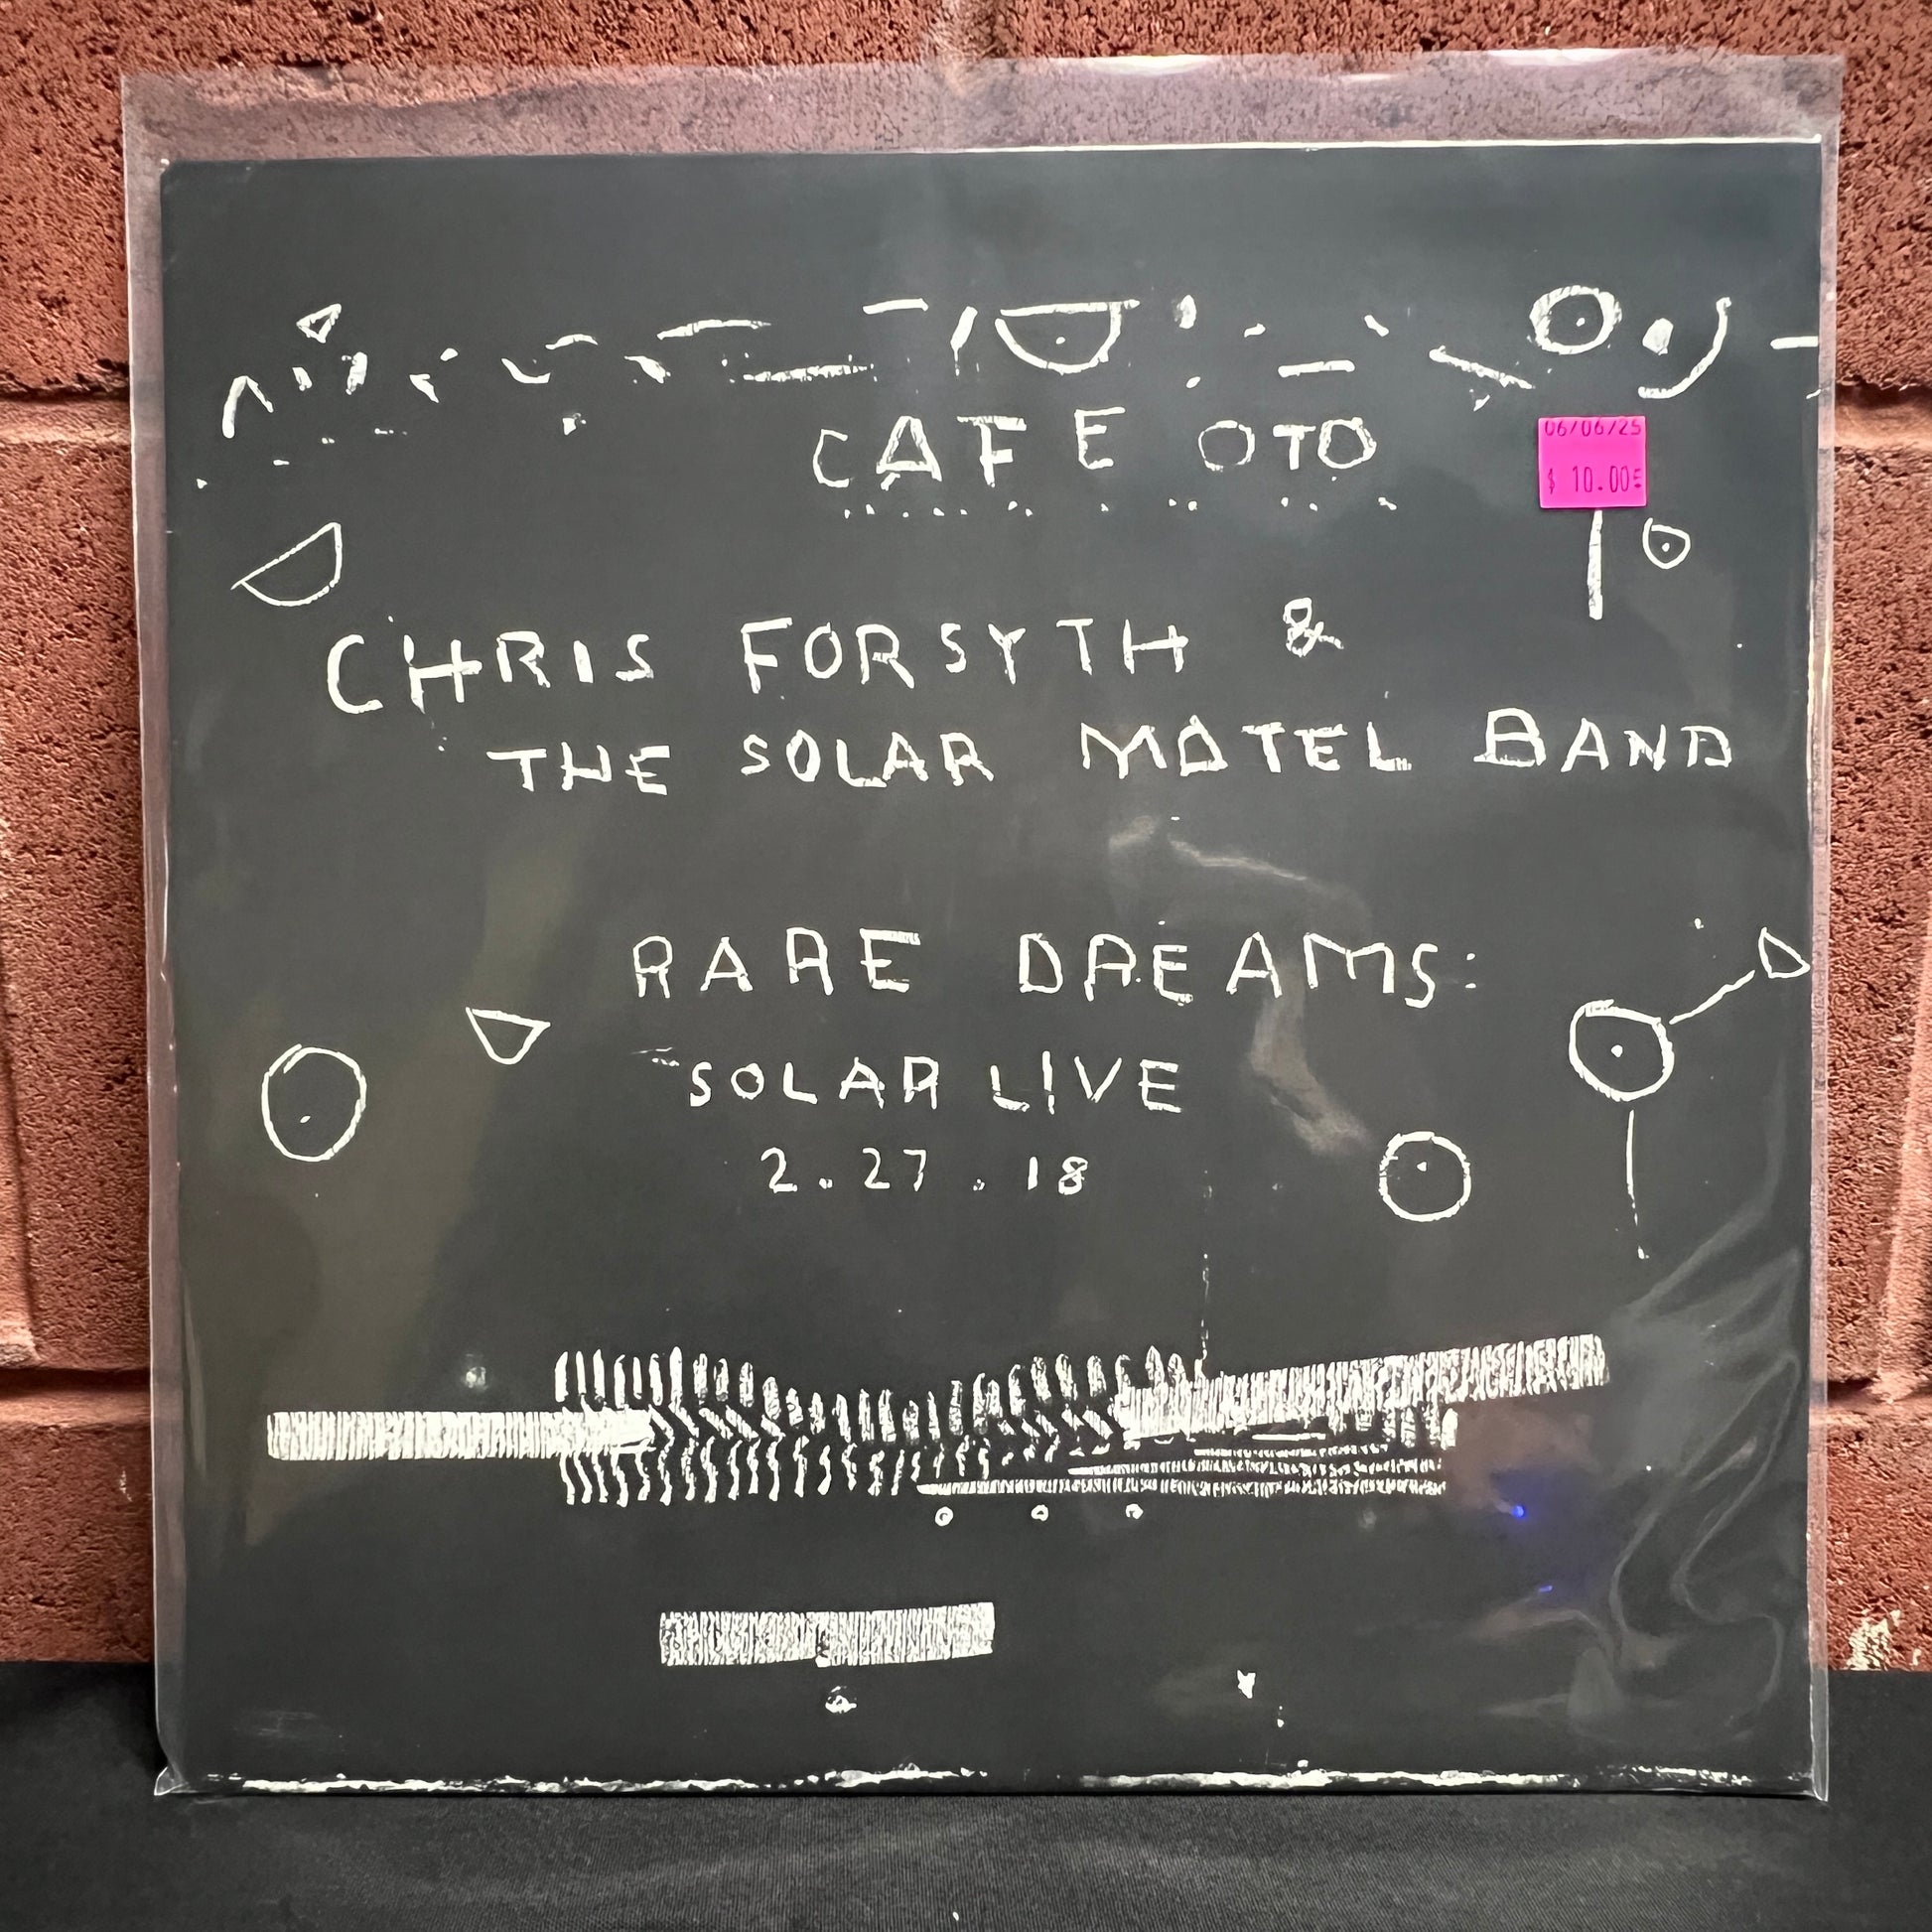 CAFE OTO
06/06/25
$ 10.00
CHRIS FORSYTH &
THE SOLAR MOTEL BAND
RARE DREAMS:
SOLAR LIVE
2.27.18